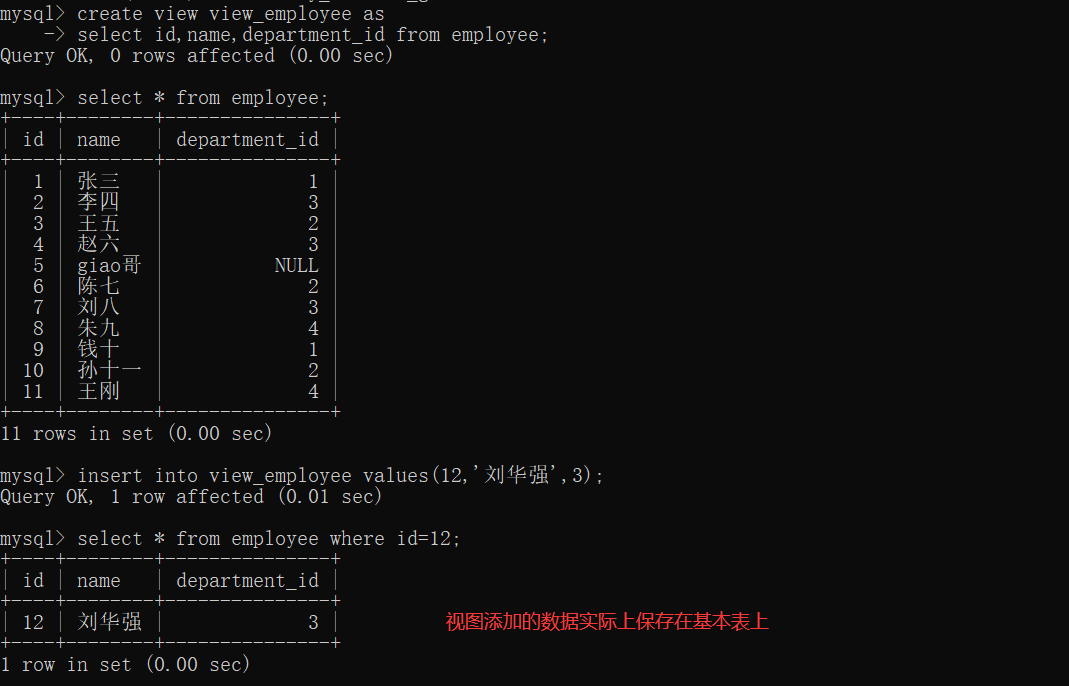 mysql> create view view_employee as
    -> select id,name,department_id from employee;
Query OK, 0 rows affected (0.00 sec)
mysql> select * from employee;
+----+--------+---------------+
| id | name   | department_id |
+----+--------+---------------+
|  1 | 张三   |             1 |
|  2 | 李四   |             3 |
|  3 | 王五   |             2 |
|  4 | 赵六   |             3 |
|  5 | giao哥 |          NULL |
|  6 | 陈七   |             2 |
|  7 | 刘八   |             3 |
|  8 | 朱九   |             4 |
|  9 | 钱十   |             1 |
| 10 | 孙十一 |             2 |
| 11 | 王刚   |             4 |
+----+--------+---------------+
11 rows in set (0.00 sec)
mysql> insert into view_employee values(12,'刘华强',3);
Query OK, 1 row affected (0.01 sec)
mysql> select * from employee where id=12;
+----+--------+---------------+
| id | name   | department_id |
+----+--------+---------------+
| 12 | 刘华强 |             3 | 视图添加的数据实际上保存在基本表上
+----+--------+---------------+
1 row in set (0.00 sec)